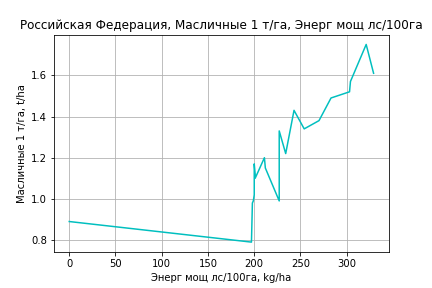 Российская Федерация, Масличные 1 т/га, Энерг мощ лс/100га
1.6
1.4
1.2
1.0
0.8
Масличные 1 т/га, t/ha
0 50 100 150 200 250 300
Энерг мощ лс/100га, kg/ha